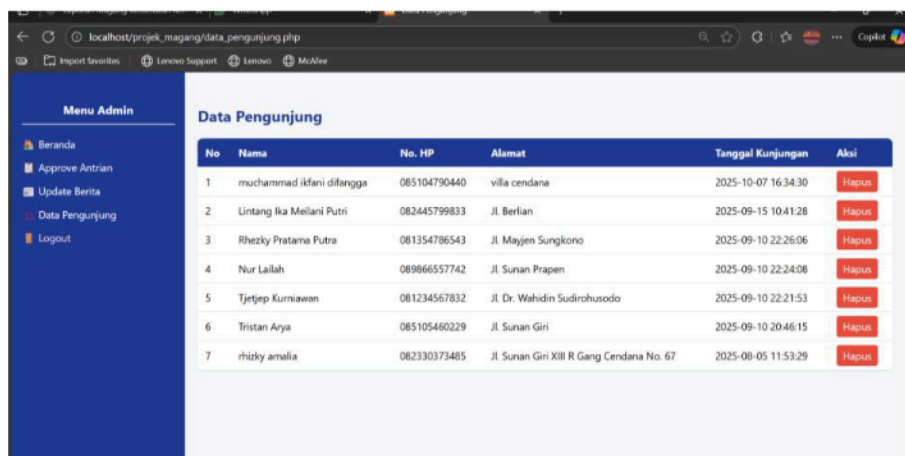 localhost/projek_magang/data_pengunjung.php
Copilot
Import favorites Lenovo Support Lenovo McAfee
Menu Admin
Beranda
Approve Antrian
Update Berita
Data Pengunjung
Logout
Data Pengunjung
No Nama No. HP Alamat Tanggal Kunjungan Aksi
1 muchammad ikfani difangga 085104790440 villa cendana 2025-10-07 16:34:30 Hapus
2 Lintang Ika Meilani Putri 082445799833 Jl. Berlian 2025-09-15 10:41:28 Hapus
3 Rhezky Pratama Putra 081354786543 Jl. Mayjen Sungkono 2025-09-10 22:26:06 Hapus
4 Nur Lailah 089866557742 Jl. Sunan Prapen 2025-09-10 22:24:08 Hapus
5 Tjetjep Kurniawan 081234567832 Jl. Dr. Wahidin Sudirohusodo 2025-09-10 22:21:53 Hapus
6 Tristan Arya 085105460229 Jl. Sunan Giri 2025-09-10 20:46:15 Hapus
7 rhizky amalia 082330373485 Jl. Sunan Giri XIII R Gang Cendana No. 67 2025-08-05 11:53:29 Hapus